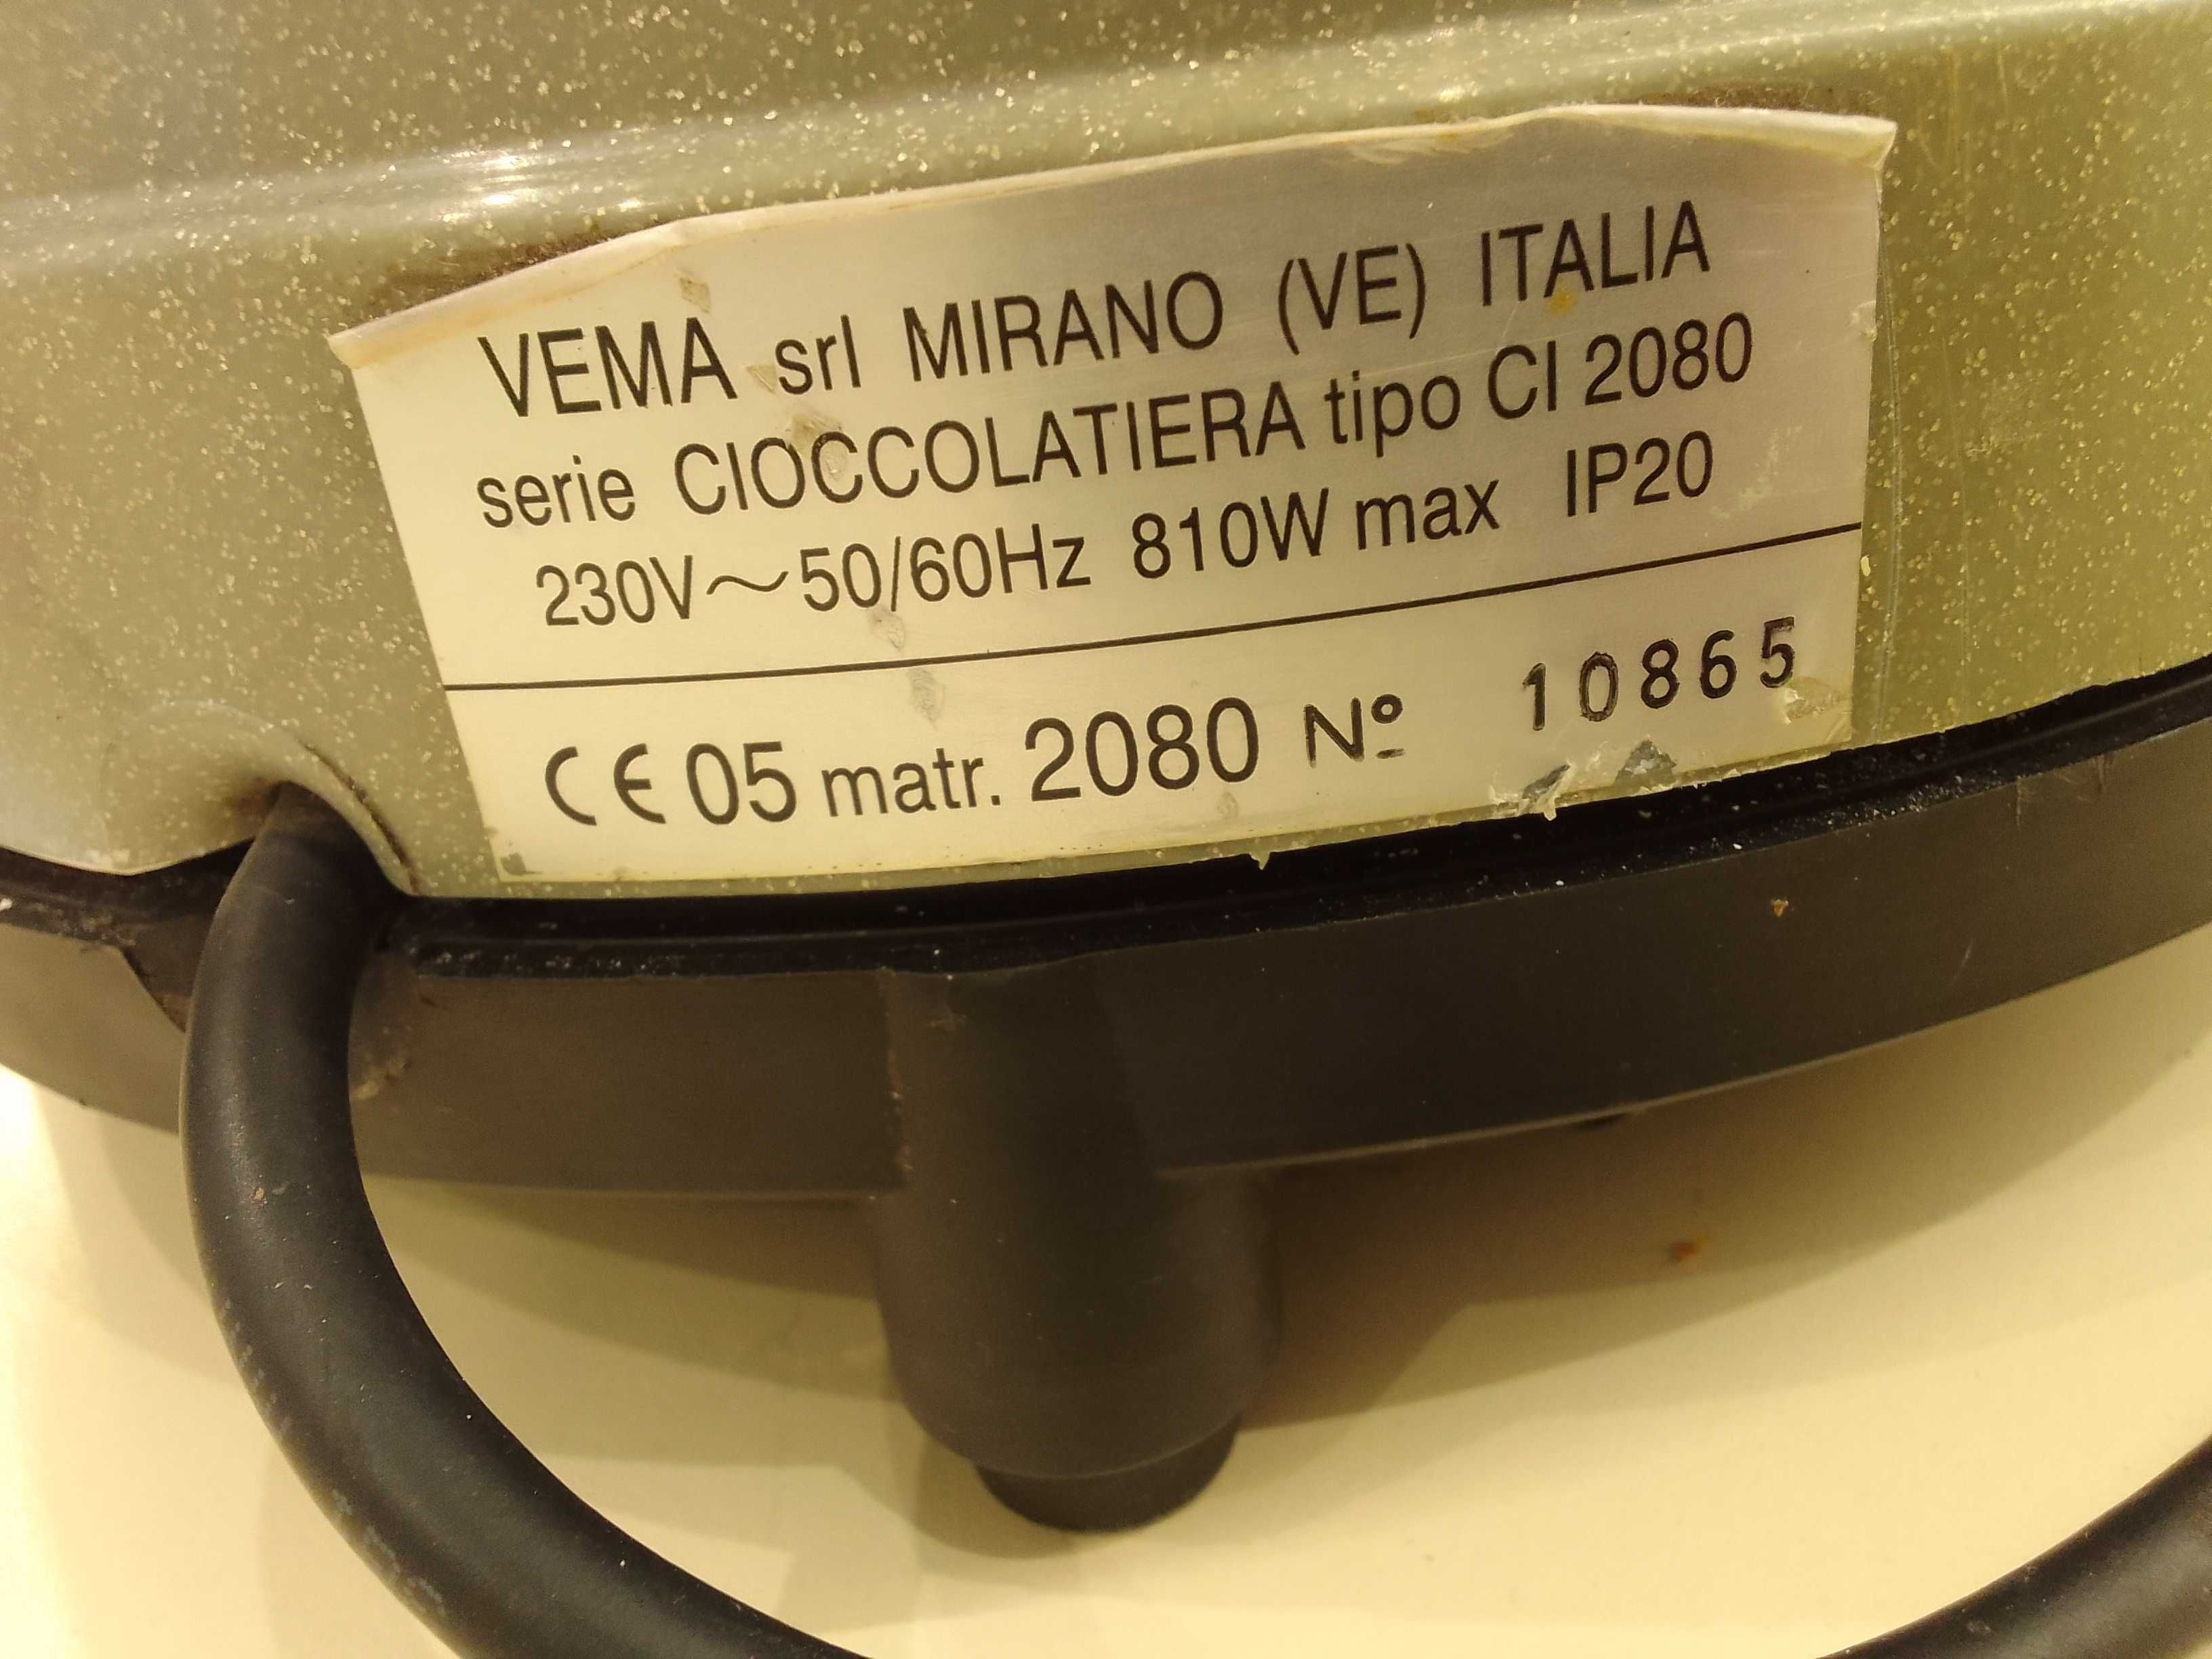 VEMA srl MIRANO (VE) ITALIA
serie CIOCCOLATIERA tipo CI 2080
230V~50/60Hz 810W max IP20
CE 05 matr. 2080 Nº 10865